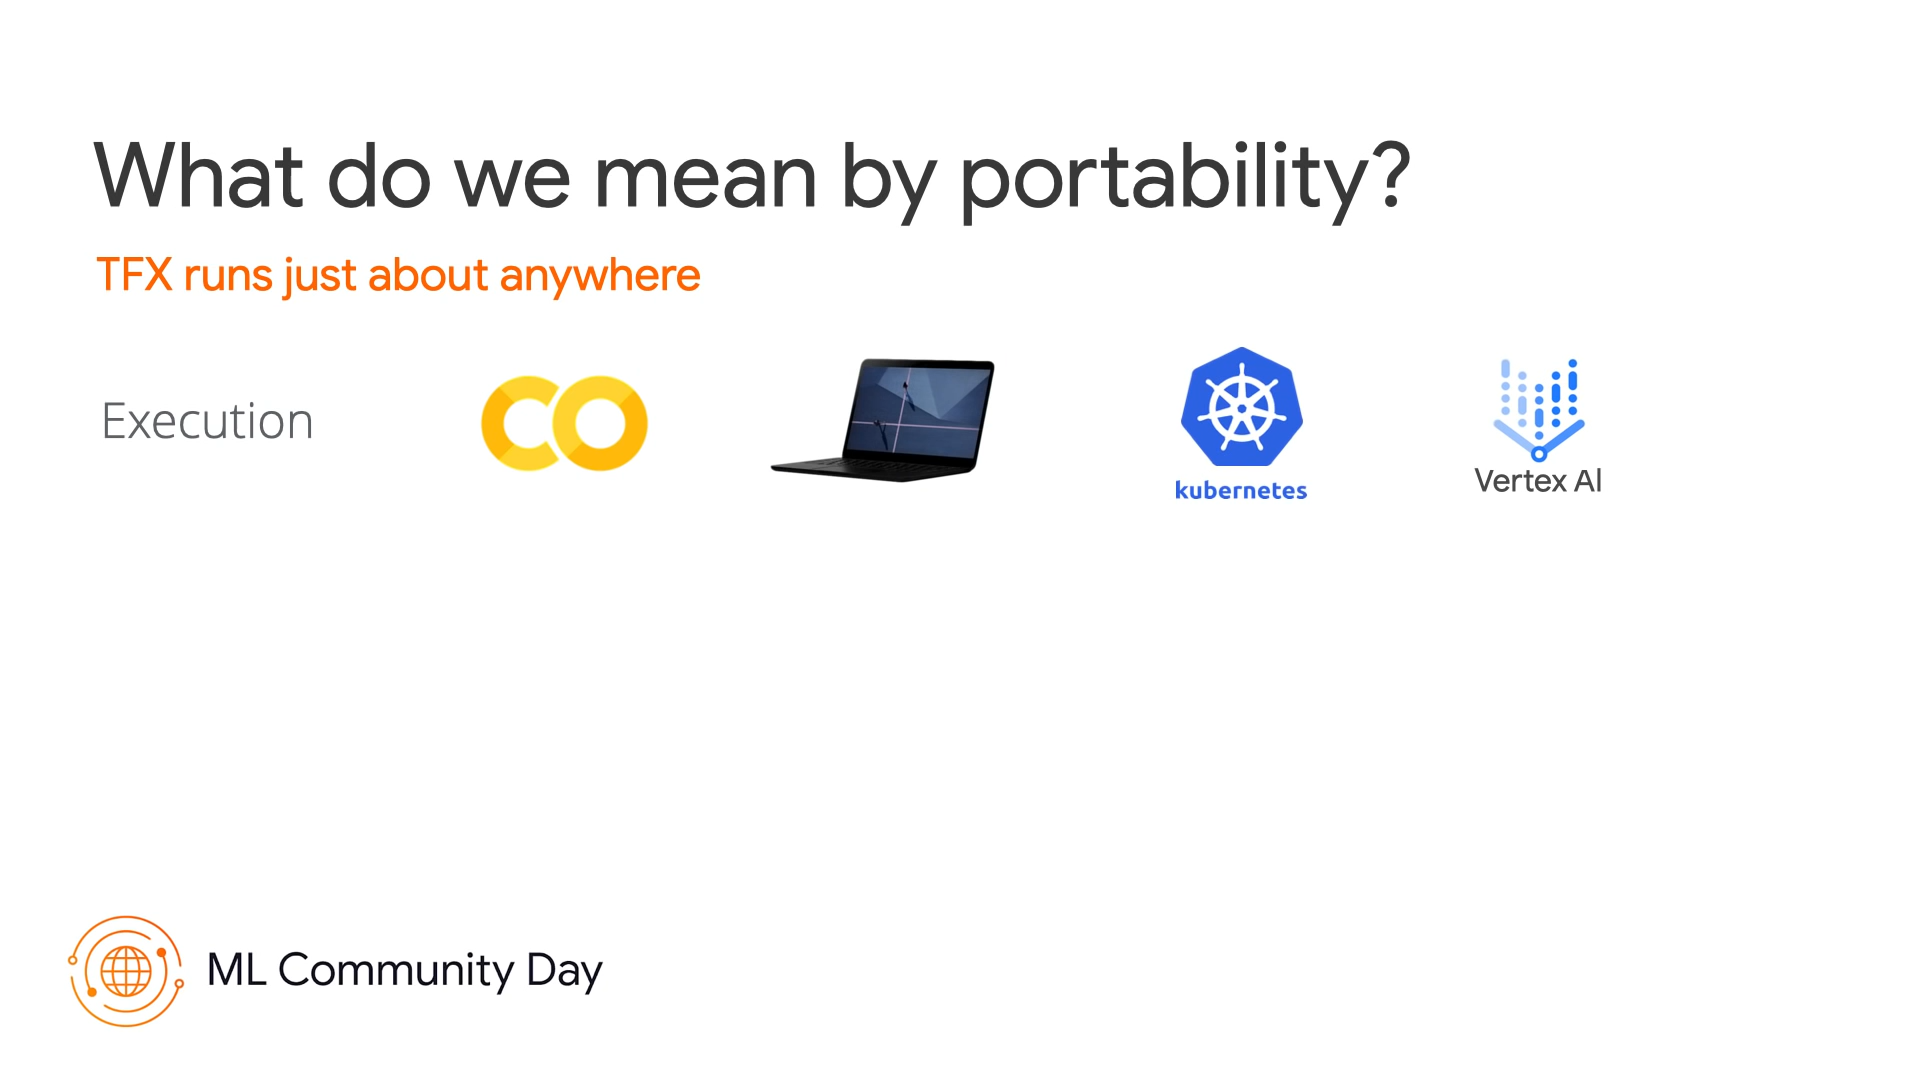 What do we mean by portability?
TFX runs just about anywhere
Execution
kubernetes
Vertex AI
ML Community Day